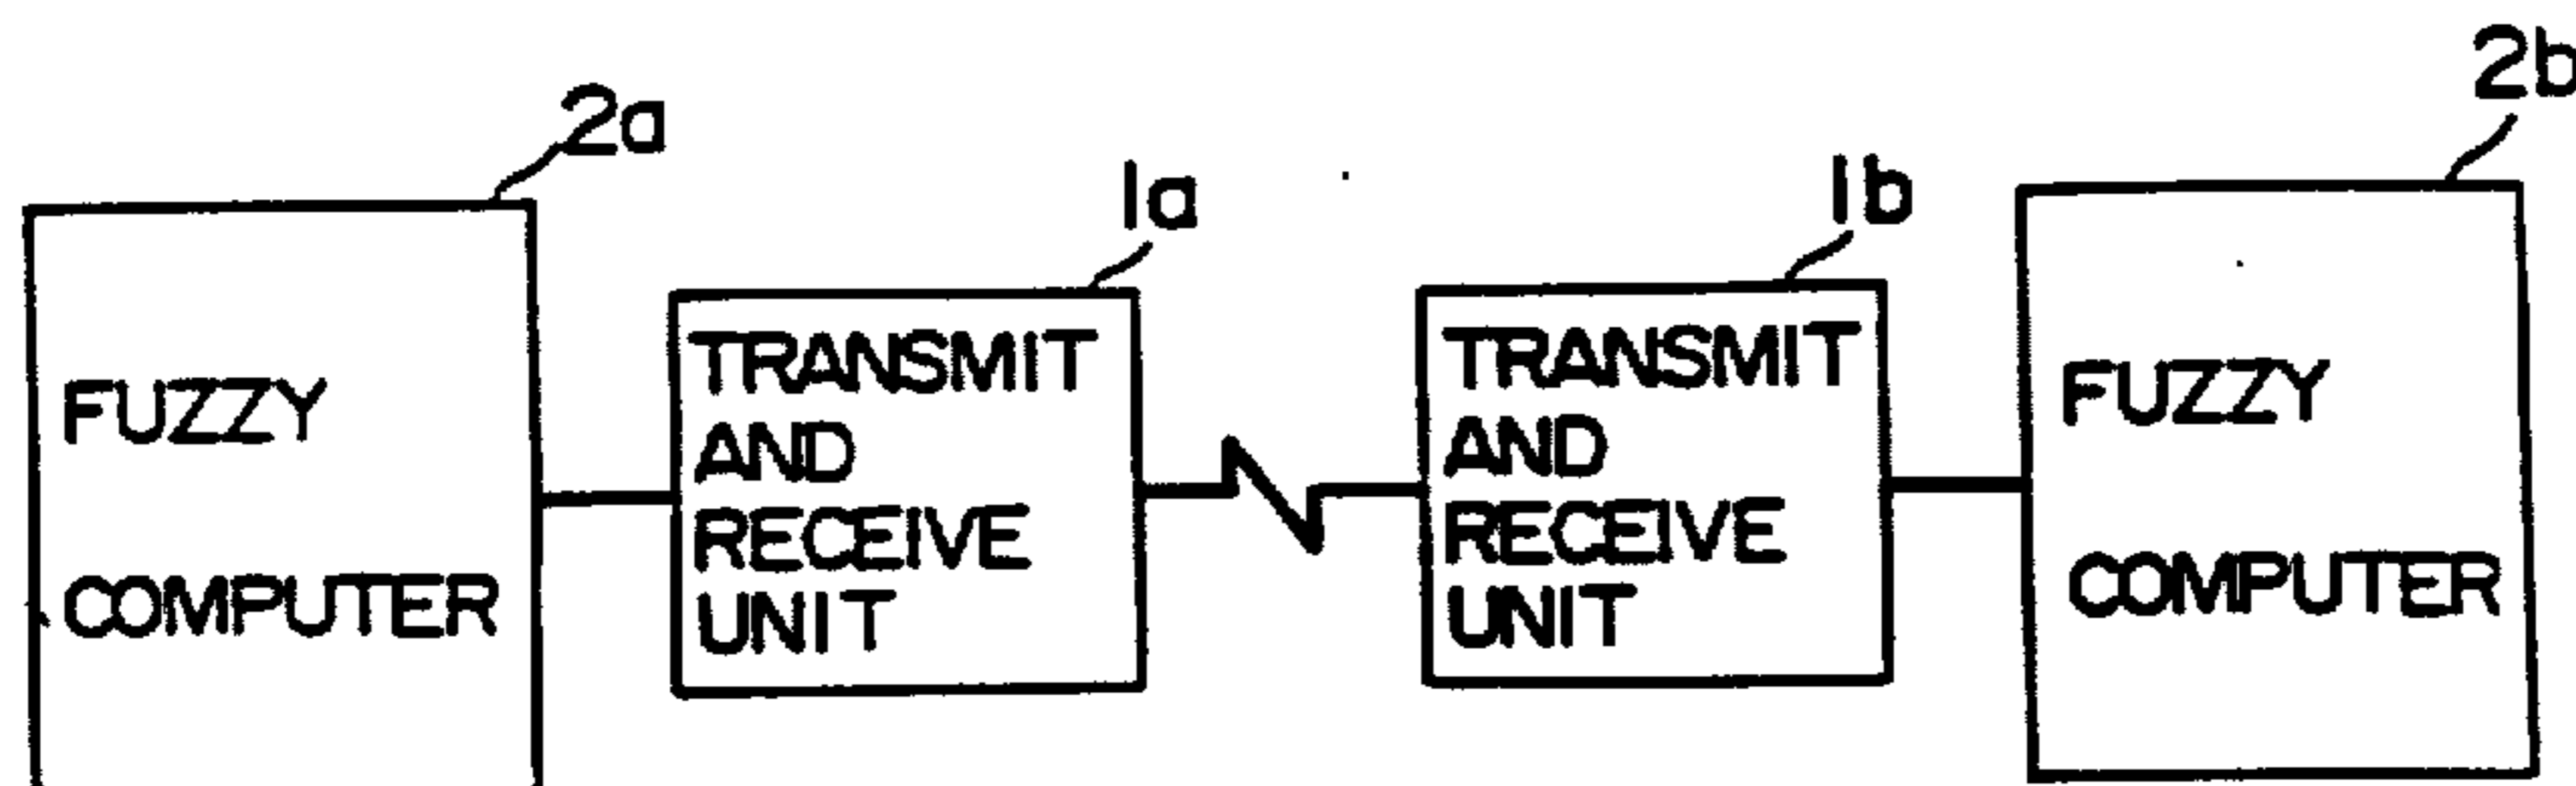 2a
1a
1b
2b
FUZZY
COMPUTER
TRANSMIT
AND
RECEIVE
UNIT
TRANSMIT
AND
RECEIVE
UNIT
FUZZY
COMPUTER